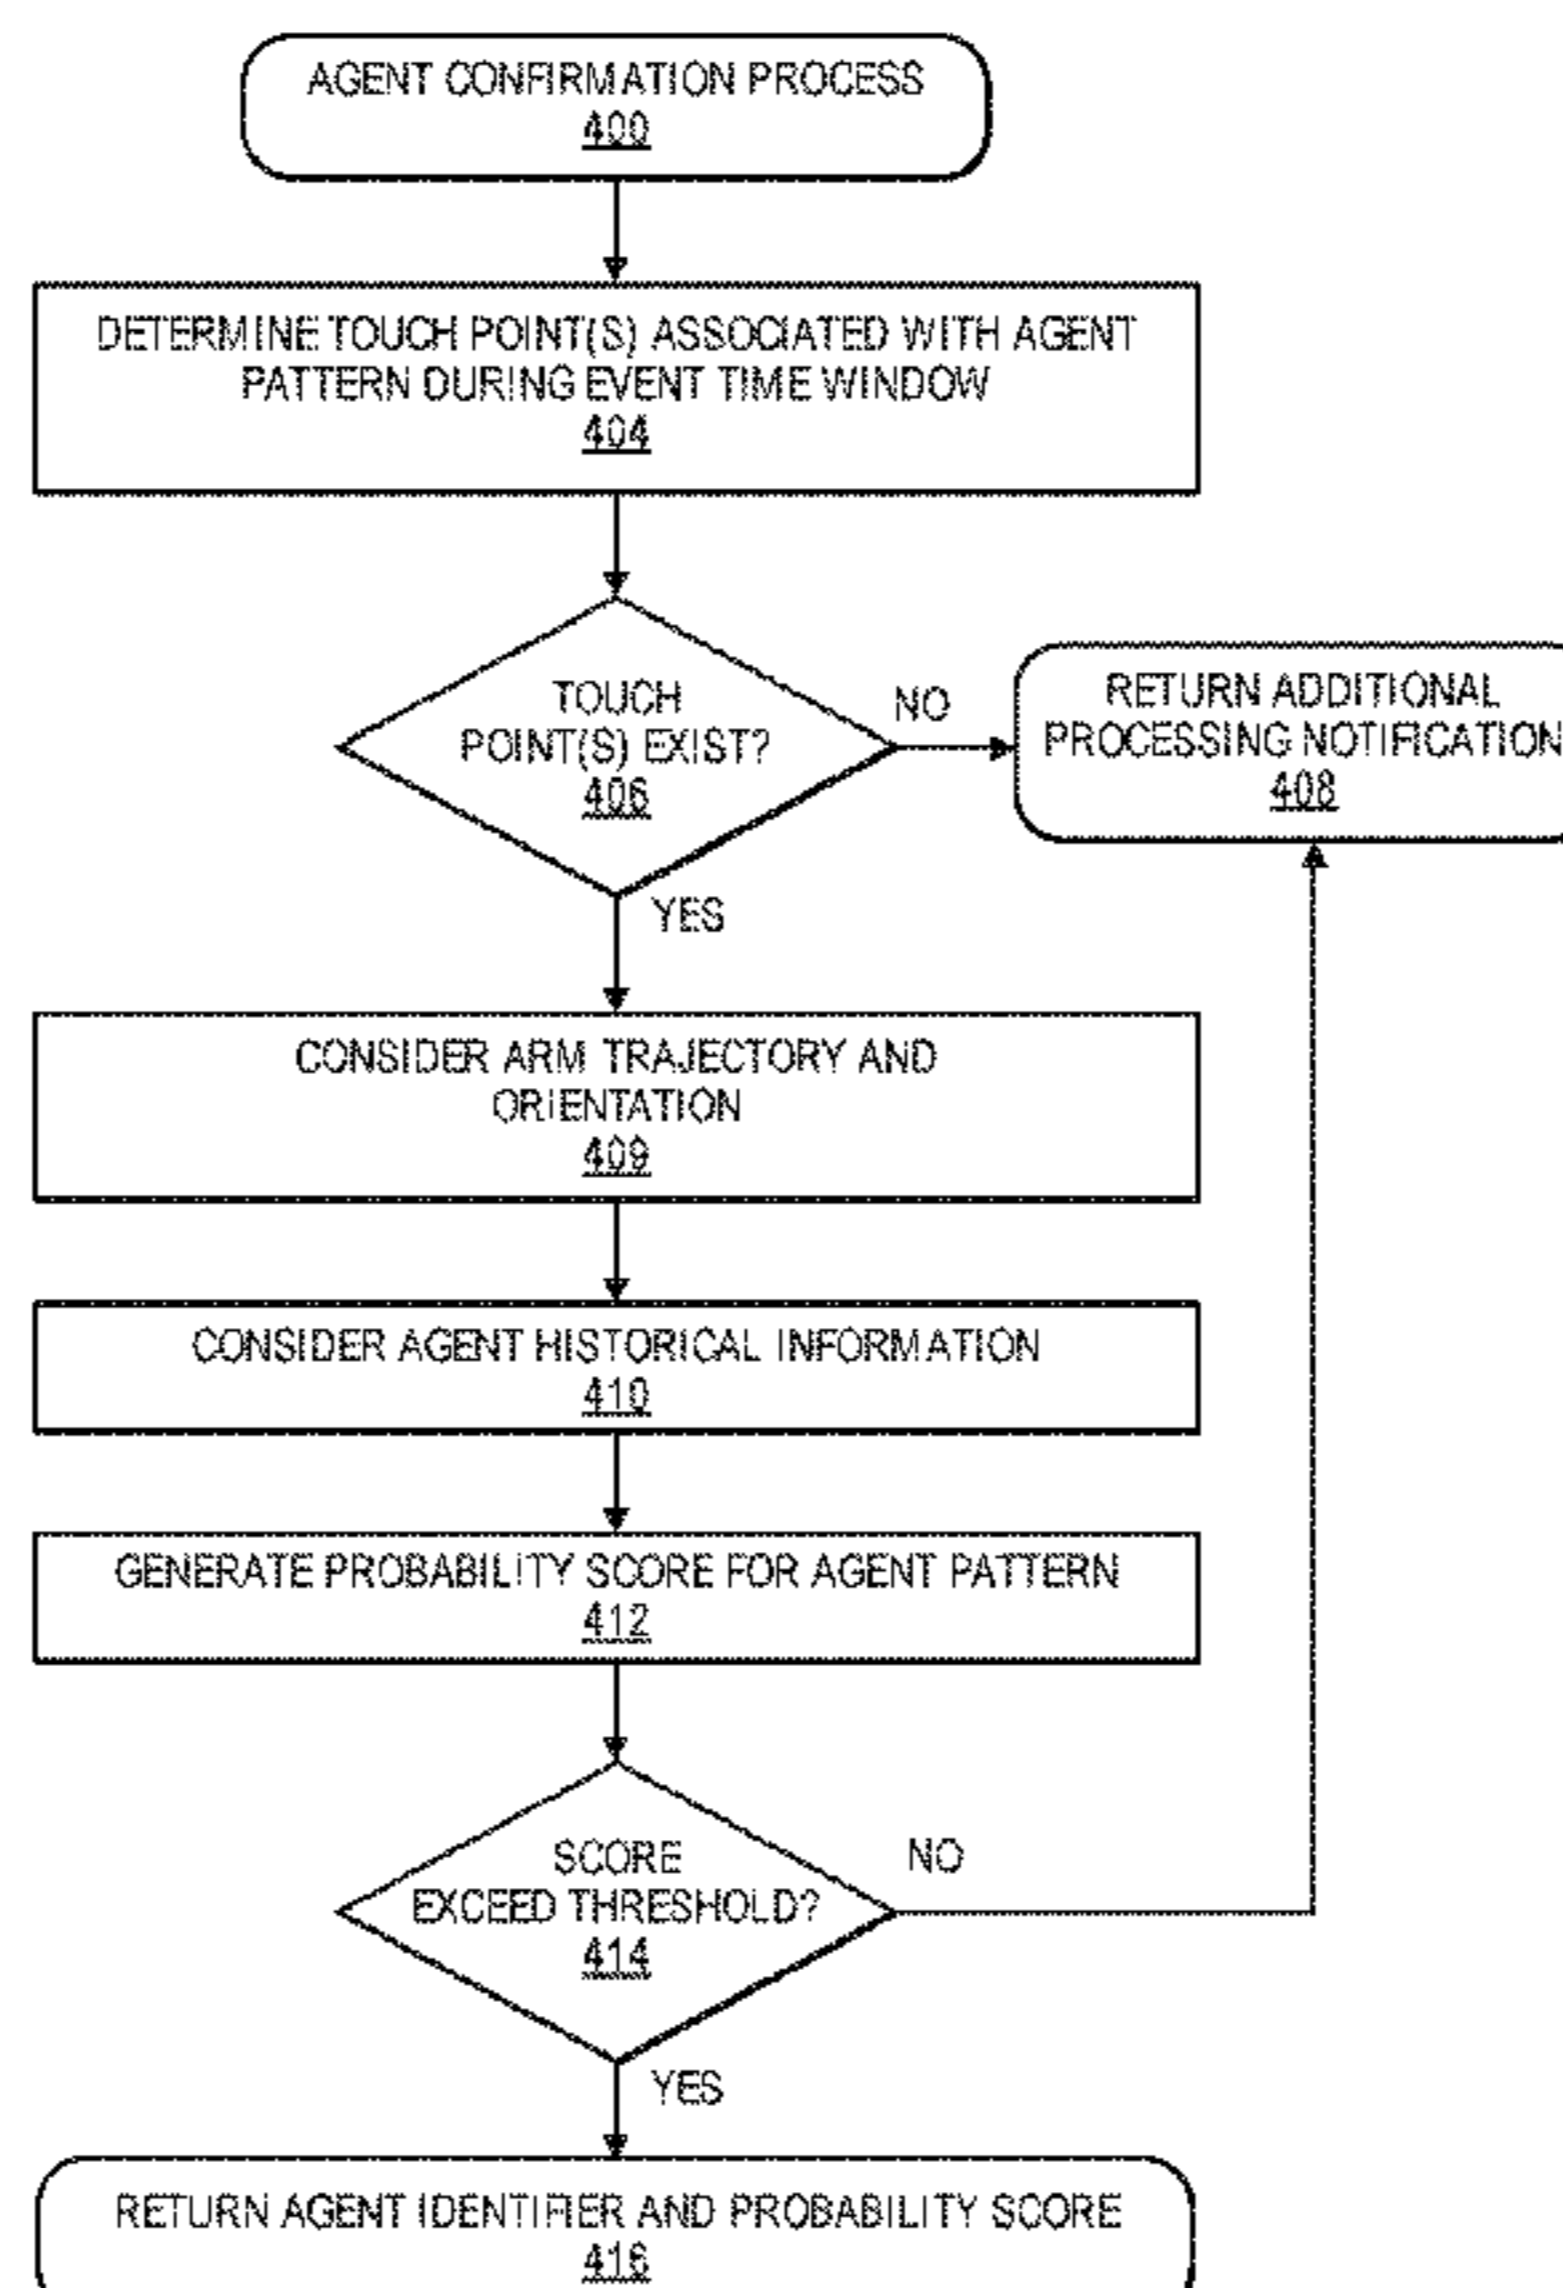 AGENT CONFIRMATION PROCESS
400
DETERMINE TOUCH POINT(S) ASSOCIATED WITH AGENT
PATTERN DURING EVENT TIME WINDOW
404
TOUCH
POINT(S) EXIST?
406
NO
RETURN ADDITIONAL
PROCESSING NOTIFICATION
408
YES
CONSIDER ARM TRAJECTORY AND
ORIENTATION
409
CONSIDER AGENT HISTORICAL INFORMATION
410
GENERATE PROBABILITY SCORE FOR AGENT PATTERN
412
SCORE
EXCEED THRESHOLD?
414
NO
YES
RETURN AGENT IDENTIFIER AND PROBABILITY SCORE
416